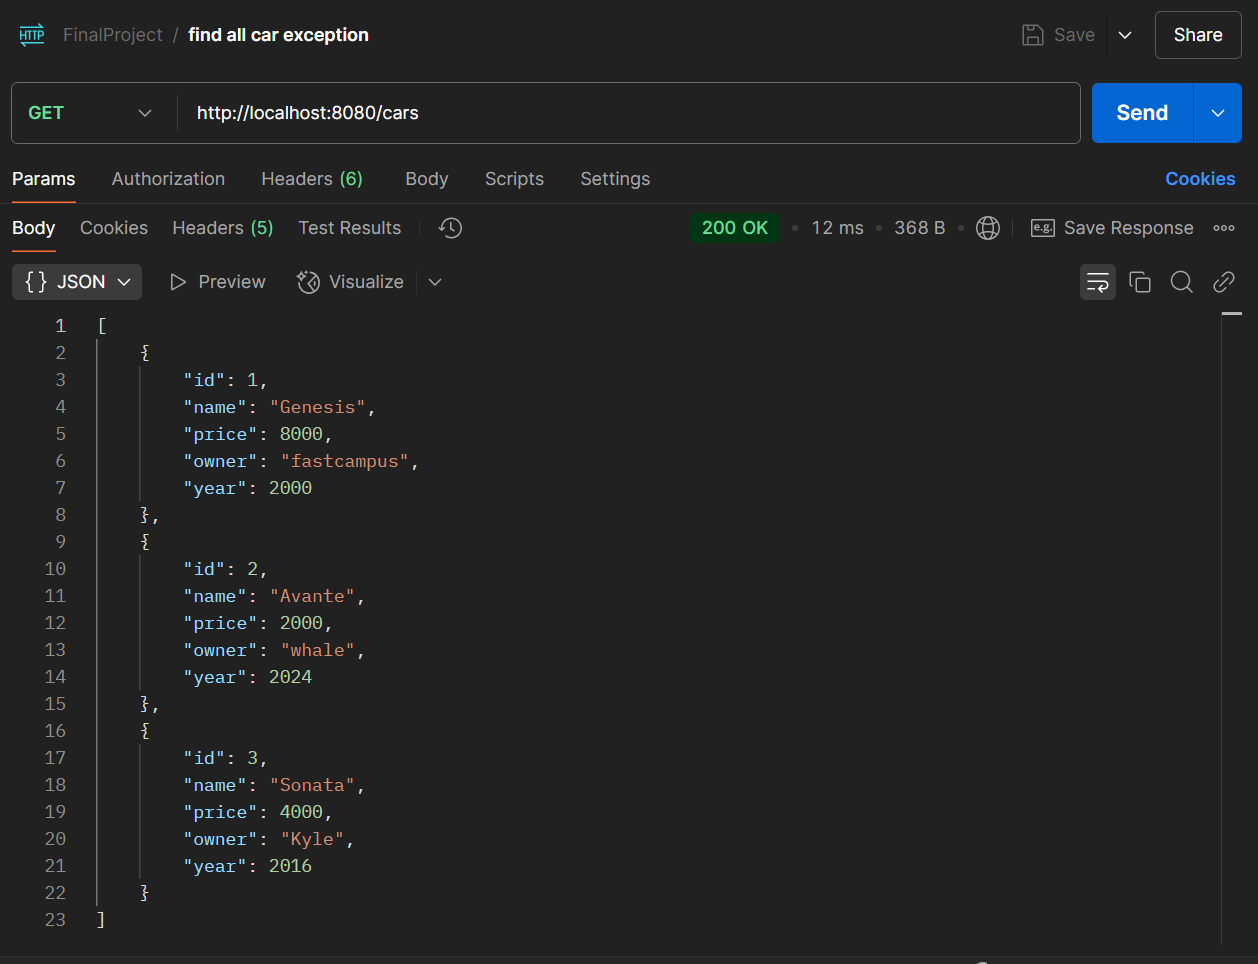 HTTP FinalProject / find all car exception Save Share
GET http://localhost:8080/cars Send
Params Authorization Headers (6) Body Scripts Settings Cookies
Body Cookies Headers (5) Test Results 200 OK • 12 ms • 368 B • e.g. Save Response
{} JSON Preview Visualize
1 [
2 {
3 "id": 1,
4 "name": "Genesis",
5 "price": 8000,
6 "owner": "fastcampus",
7 "year": 2000
8 },
9 {
10 "id": 2,
11 "name": "Avante",
12 "price": 2000,
13 "owner": "whale",
14 "year": 2024
15 },
16 {
17 "id": 3,
18 "name": "Sonata",
19 "price": 4000,
20 "owner": "Kyle",
21 "year": 2016
22 }
23 ]